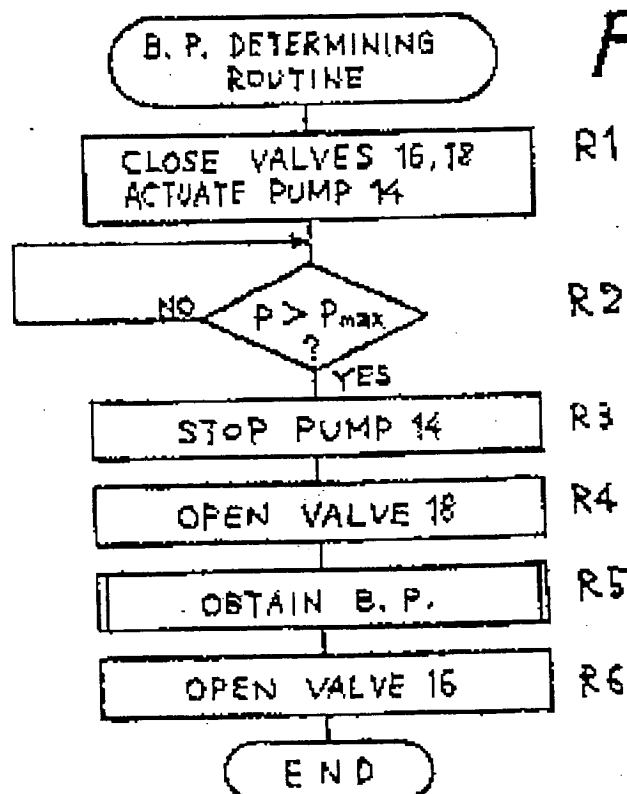 B. P. DETERMINING
ROUTINE
F
CLOSE VALVES 16, 18
ACTUATE PUMP 14
R1
NO
P > Pmax
?
R2
YES
STOP PUMP 14
R3
OPEN VALVE 18
R4
OBTAIN B. P.
R5
OPEN VALVE 16
R6
END